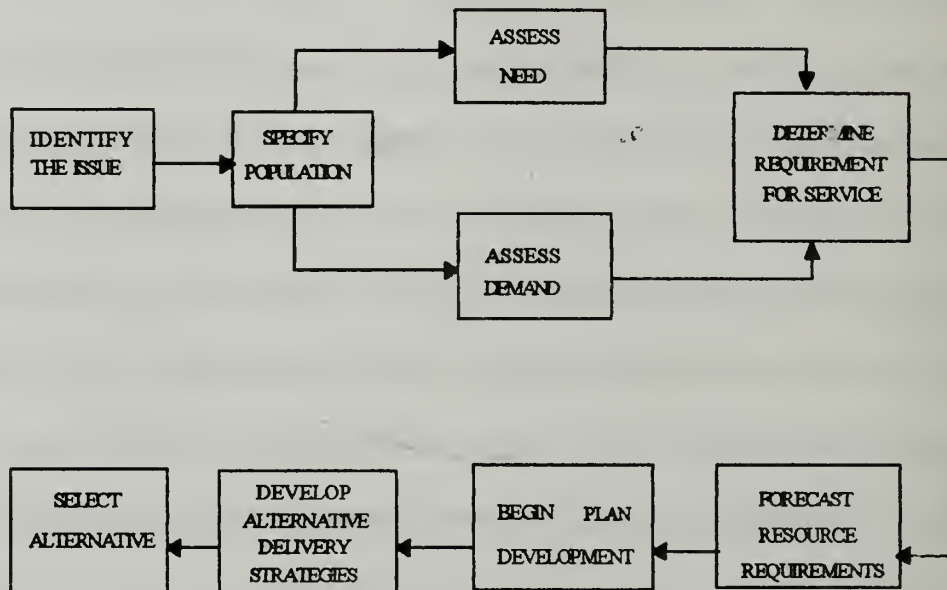 IDENTIFY
THE ISSUE
SPECIFY
POPULATION
ASSESS
NEED
ASSESS
DEMAND
REQUIREMENT
FOR SERVICE
FORECAST
RESOURCE
REQUIREMENTS
BEGIN PLAN
DEVELOPMENT
DEVELOP
ALTERNATIVE
DELIVERY
STRATEGIES
SELECT
ALTERNATIVE